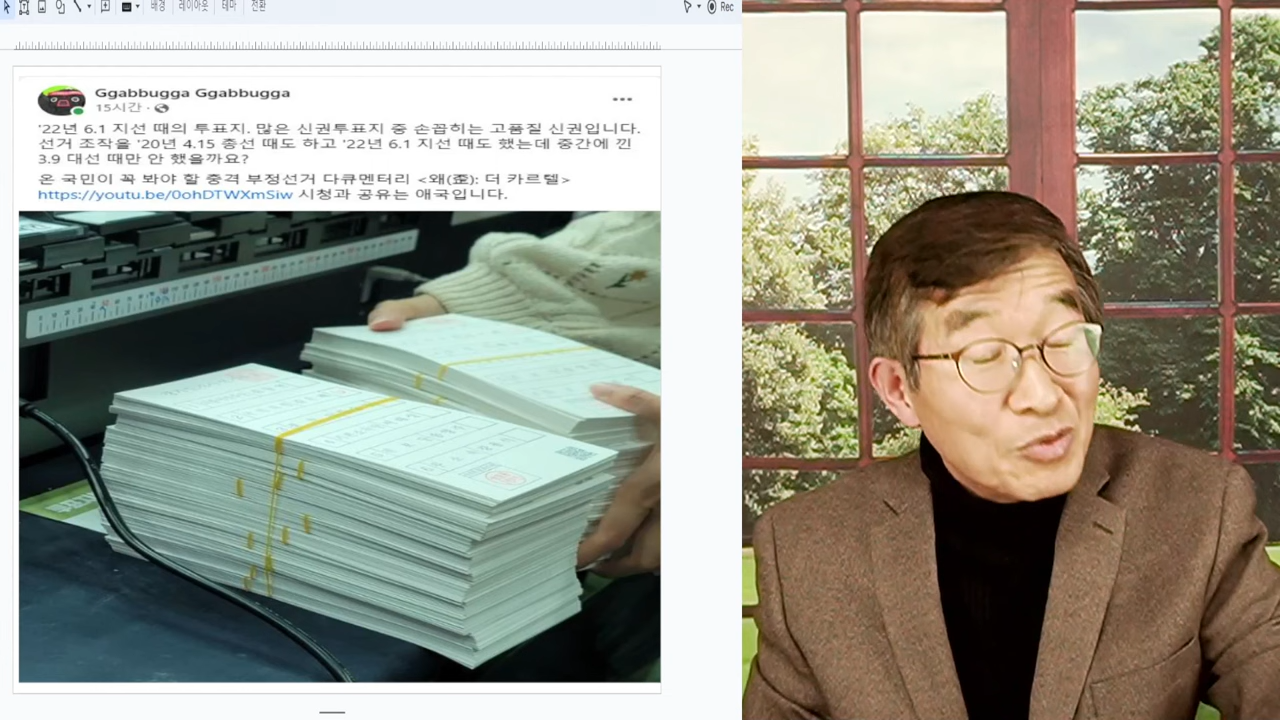 배경
레이아웃
테마
전환
Rec
Ggabbugga Ggabbugga
15시간 ·
'22년 6.1 지선 때의 투표지. 많은 신권투표지 중 손꼽히는 고품질 신권입니다.
선거 조작을 '20년 4.15 총선 때도 하고 '22년 6.1 지선 때도 했는데 중간에 낀
3.9 대선 때만 안 했을까요?
온 국민이 꼭 봐야 할 충격 부정선거 다큐멘터리 <왜(歪): 더 카르텔>
https://youtu.be/0ohDTWXmSiw 시청과 공유는 애국입니다.